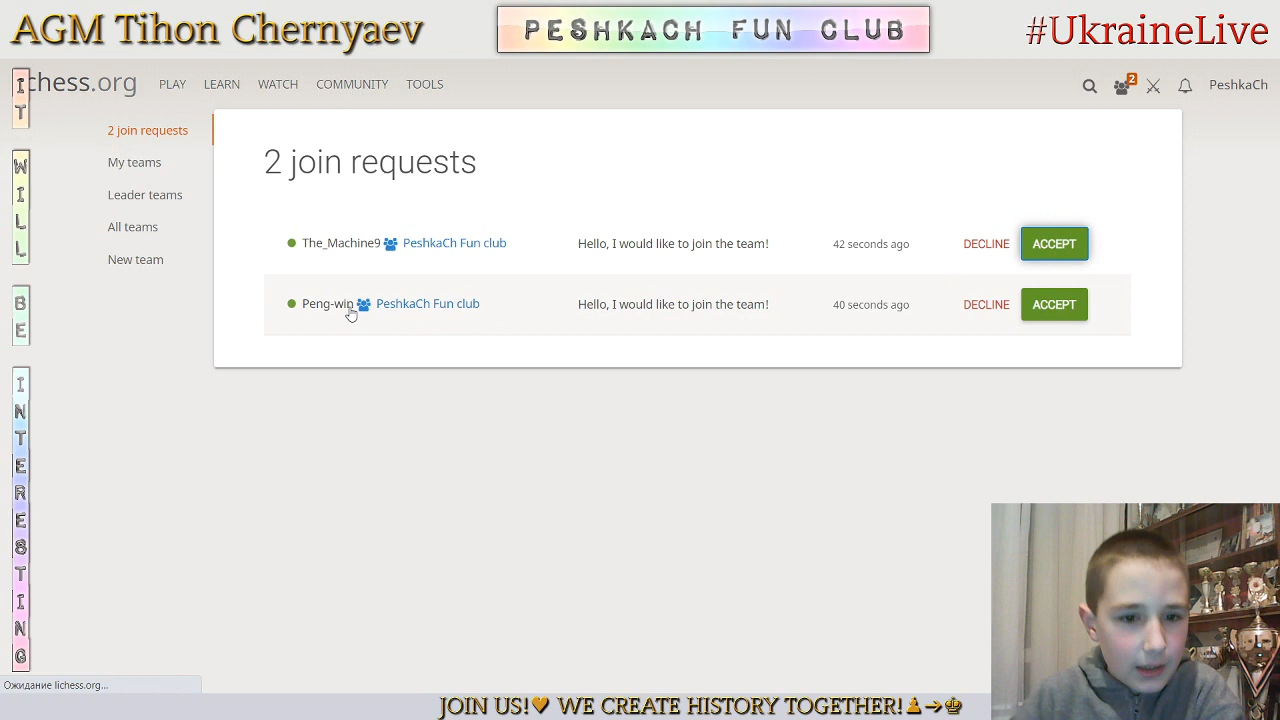 AGM Tihon Chernyaev
PESHKACH FUN CLUB
#UkraineLive
chess.org
PLAY
LEARN
WATCH
COMMUNITY
TOOLS
2
PeshkaCh
IT
WILL
BE
INTERESTING
2 join requests
My teams
Leader teams
All teams
New team
2 join requests
The_Machine9 PeshkaCh Fun club Hello, I would like to join the team! 42 seconds ago DECLINE ACCEPT
Peng-win PeshkaCh Fun club Hello, I would like to join the team! 40 seconds ago DECLINE ACCEPT
Ожидание lichess.org...
JOIN US!🧡 WE CREATE HISTORY TOGETHER!♟→♚